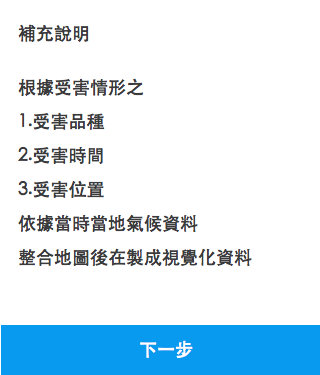 補充說明
根據受害情形之
1.受害品種
2.受害時間
3.受害位置
依據當時當地氣候資料
整合地圖後在製成視覺化資料
下一步